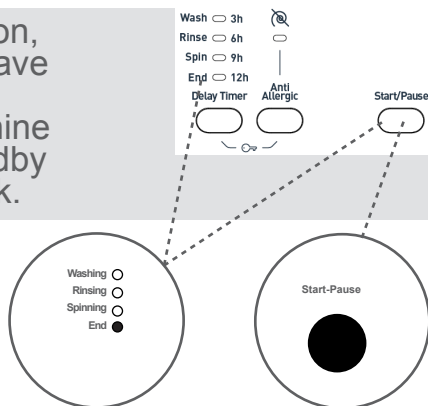 on,
ave
nine
dby
k.
Wash 3h
Rinse 6h
Spin 9h
End 12h
Delay Timer
Anti
Allergic
Start/Pause
Washing
Rinsing
Spinning
End
Start-Pause